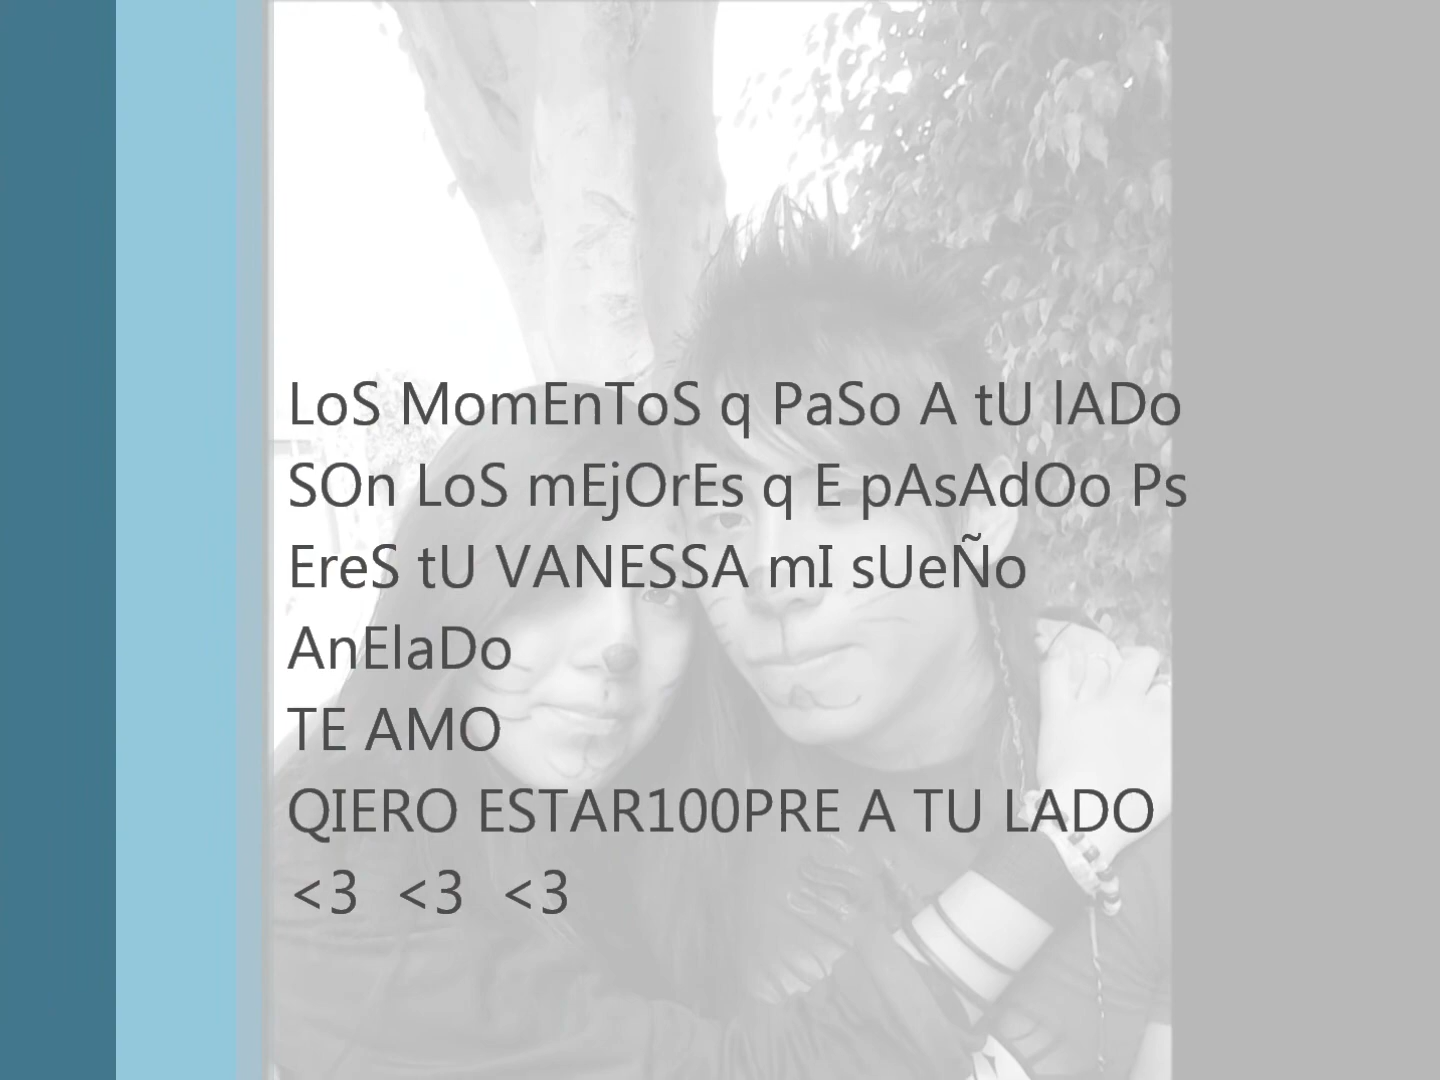 LoS MomEnToS q PaSo A tU lADo
SOn LoS mEjOrEs q E pAsAdOo Ps
EreS tU VANESSA mI sUeÑo
AnElaDo
TE AMO
QIERO ESTAR100PRE A TU LADO
<3 <3 <3